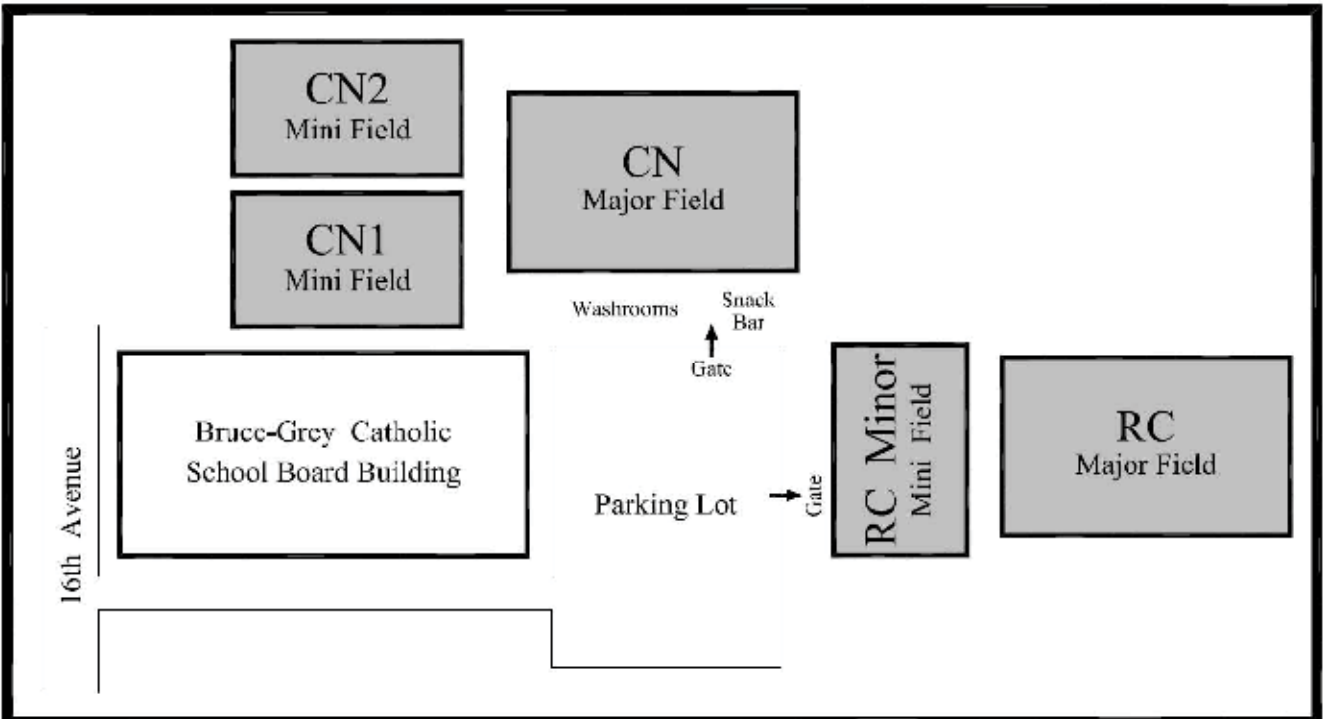 CN2
Mini Field
CN
Major Field
CN1
Mini Field
Washrooms
Snack
Bar
Gate
Bruce-Grey Catholic
School Board Building
16th Avenue
Parking Lot
Gate
RC Minor
Mini Field
RC
Major Field